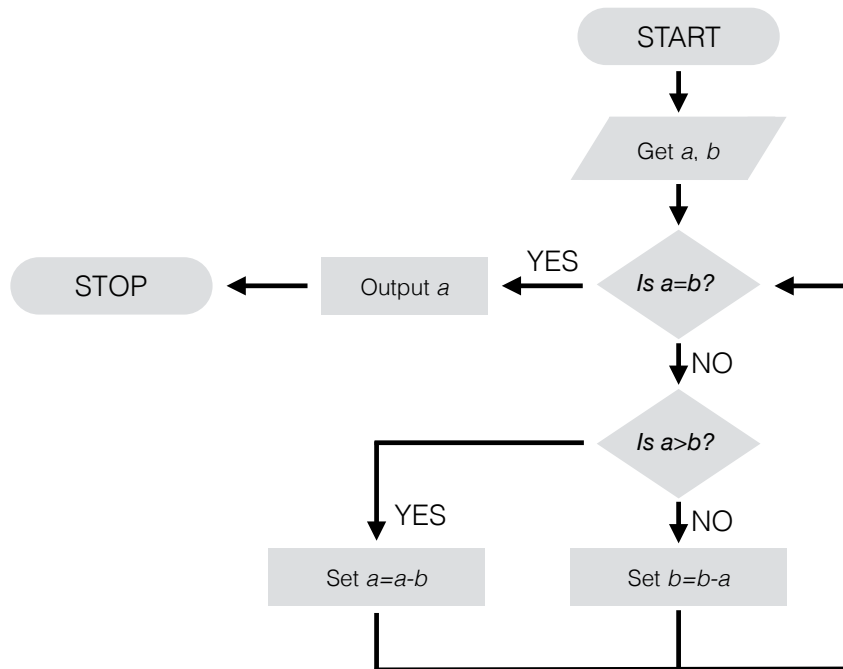 START
Get a, b
Is a=b?
YES
Output a
STOP
NO
Is a>b?
YES
NO
Set a=a-b
Set b=b-a